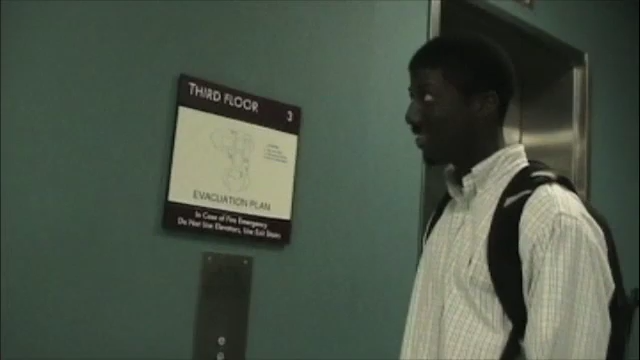 THIRD FLOOR 3
EVACUATION PLAN
In Case of Fire Emergency
Do Not Use Elevators, Use Exit Stairs